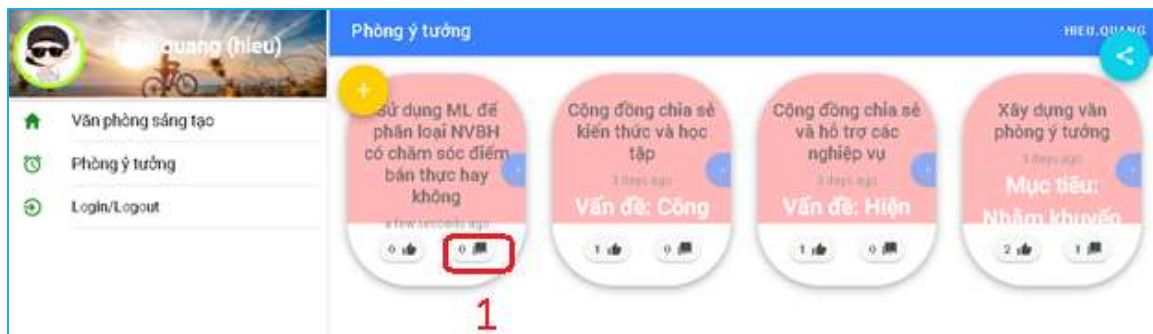 quang (hieu)
Văn phòng sáng tạo
Phòng ý tưởng
Login/Logout
Phòng ý tưởng
HIEU.QUANG
+
Sử dụng ML để
phân loại NVBH
có chăm sóc điểm
bán thực hay
không
a few seconds ago
0
0
Cộng đồng chia sẻ
kiến thức và học
tập
3 days ago
Vấn đề: Công
1
0
Cộng đồng chia sẻ
và hỗ trợ các
nghiệp vụ
3 days ago
Vấn đề: Hiện
1
0
Xây dựng văn
phòng ý tưởng
3 days ago
Mục tiêu:
Nhằm khuyến
2
1
1